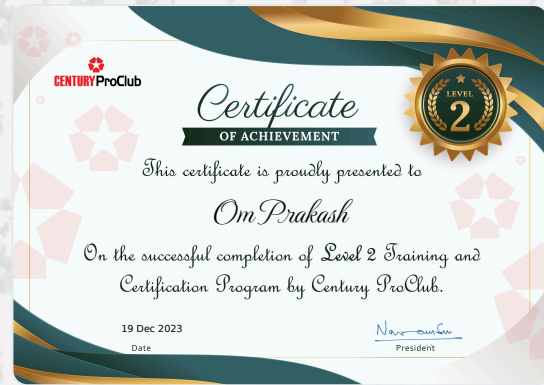 CENTURY ProClub
LEVEL
2
Certificate
OF ACHIEVEMENT
This certificate is proudly presented to
Om Prakash
On the successful completion of Level 2 Training and
Certification Program by Century ProClub.
19 Dec 2023
Date
President